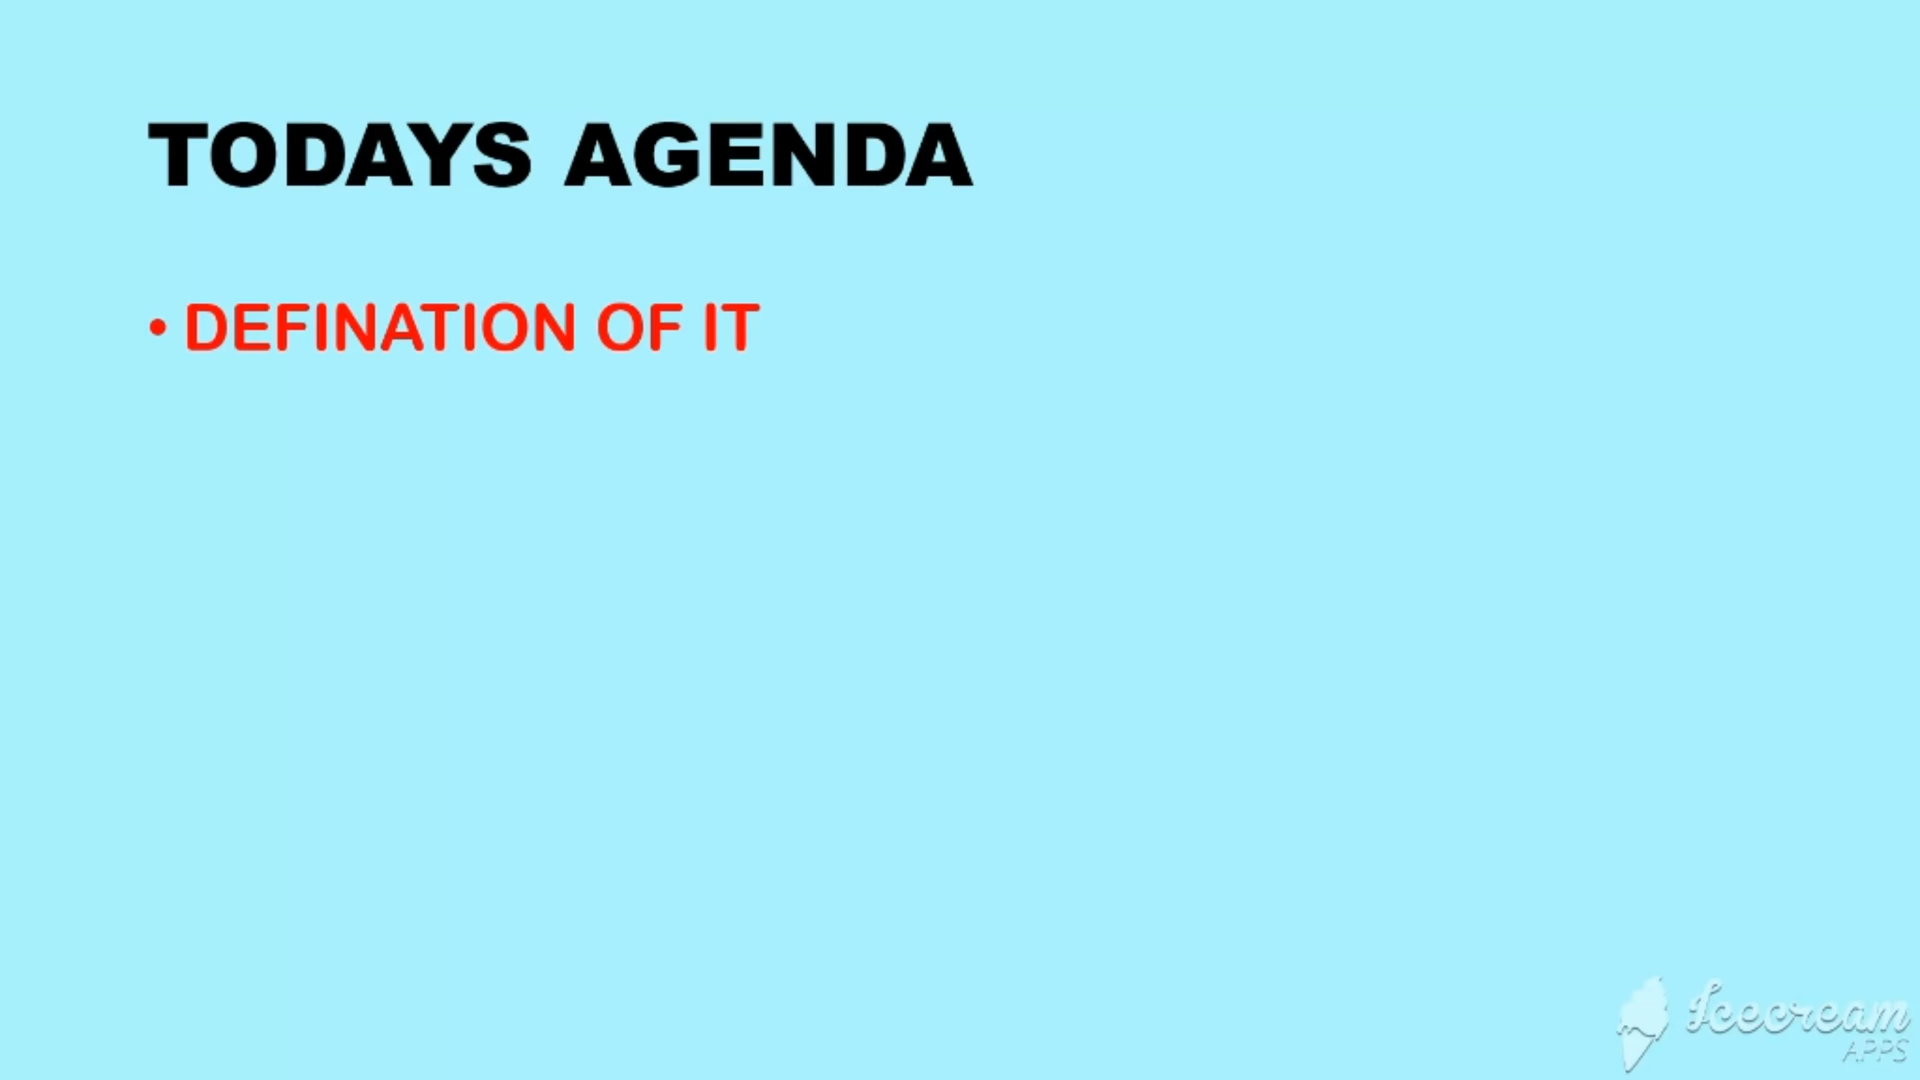 TODAYS AGENDA
• DEFINATION OF IT
Icecream
APPS